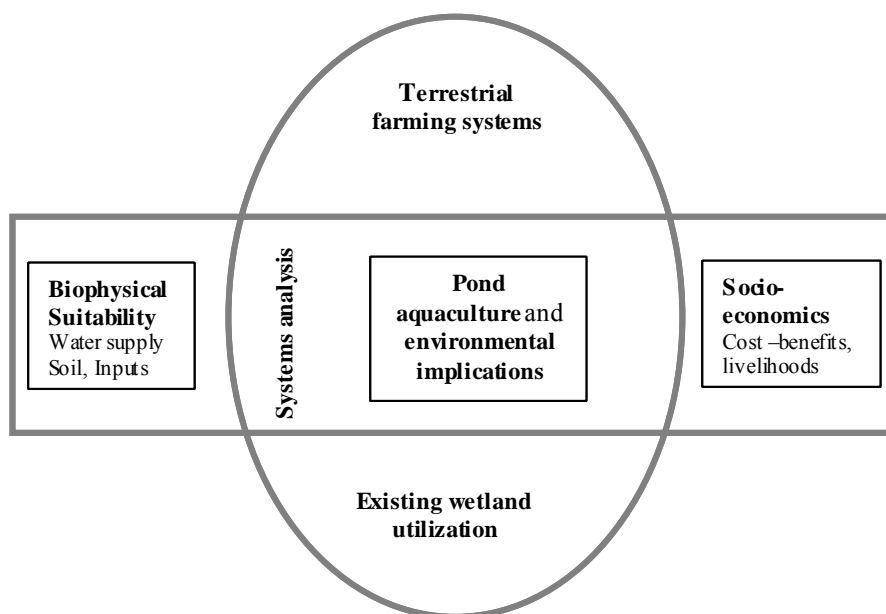 Terrestrial
farming systems
Biophysical
Suitability
Water supply
Soil, Inputs
Systems analysis
Pond
aquaculture and
environmental
implications
Socio-
economics
Cost –benefits,
livelihoods
Existing wetland
utilization